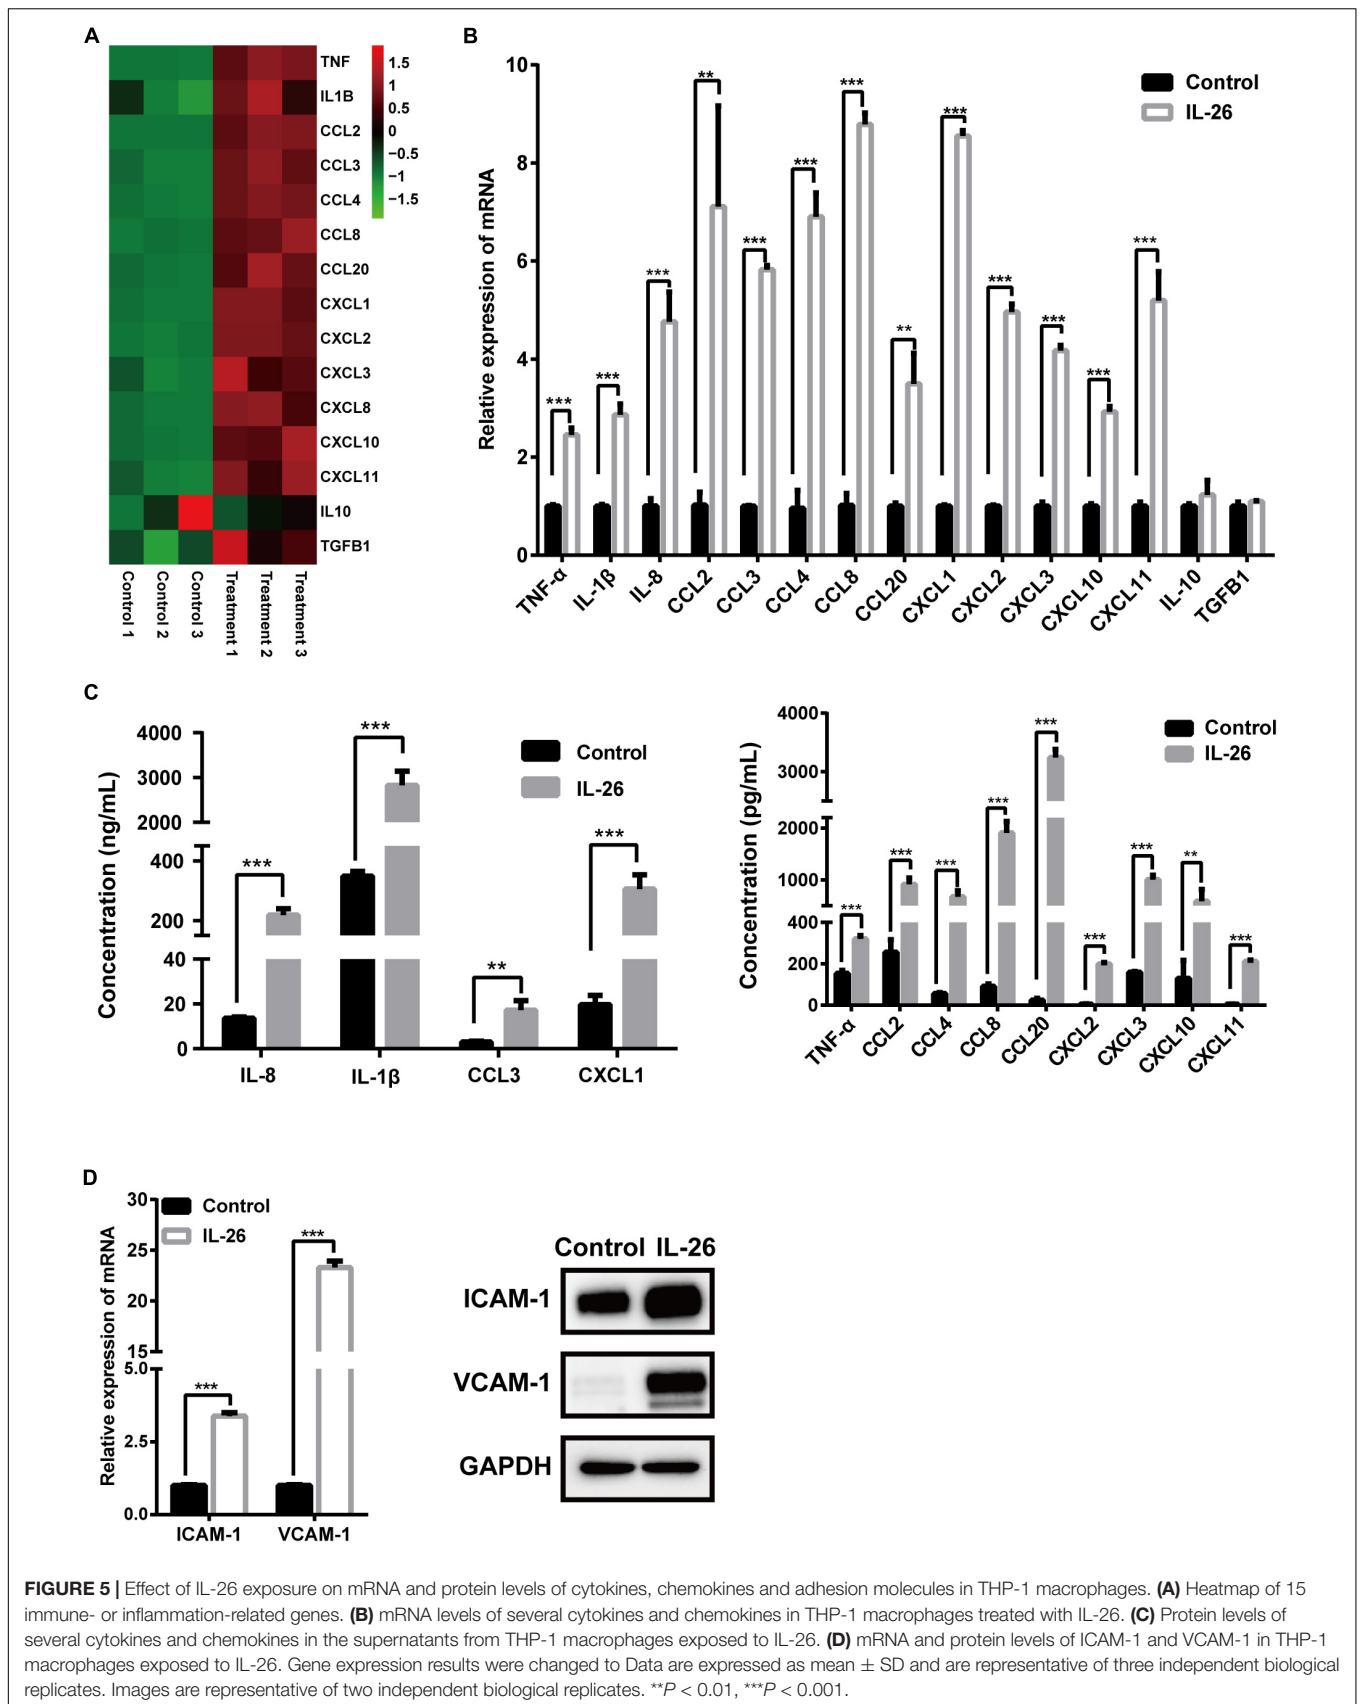 A
TNF
IL1B
CCL2
CCL3
CCL4
CCL8
CCL20
CXCL1
CXCL2
CXCL3
CXCL8
CXCL10
CXCL11
IL10
TGFB1
1.5
1
0.5
0
−0.5
−1
−1.5
Control 1
Control 2
Control 3
Treatment 1
Treatment 2
Treatment 3
B
Relative expression of mRNA
10
8
6
4
2
0
Control
IL-26
***
***
***
**
***
***
***
**
***
***
***
***
***
TNF-α
IL-1β
IL-8
CCL2
CCL3
CCL4
CCL8
CCL20
CXCL1
CXCL2
CXCL3
CXCL10
CXCL11
IL-10
TGFB1
C
Concentration (ng/mL)
4000
3000
2000
400
200
40
20
0
Control
IL-26
***
***
**
***
IL-8
IL-1β
CCL3
CXCL1
Concentration (pg/mL)
4000
3000
2000
1000
400
200
0
Control
IL-26
***
***
***
***
***
***
***
**
***
TNF-α
CCL2
CCL4
CCL8
CCL20
CXCL2
CXCL3
CXCL10
CXCL11
D
Relative expression of mRNA
30
25
20
15
5.0
2.5
0.0
Control
IL-26
***
***
ICAM-1
VCAM-1
Control IL-26
ICAM-1
VCAM-1
GAPDH
FIGURE 5 | Effect of IL-26 exposure on mRNA and protein levels of cytokines, chemokines and adhesion molecules in THP-1 macrophages. (A) Heatmap of 15
immune- or inflammation-related genes. (B) mRNA levels of several cytokines and chemokines in THP-1 macrophages treated with IL-26. (C) Protein levels of
several cytokines and chemokines in the supernatants from THP-1 macrophages exposed to IL-26. (D) mRNA and protein levels of ICAM-1 and VCAM-1 in THP-1
macrophages exposed to IL-26. Gene expression results were changed to Data are expressed as mean ± SD and are representative of three independent biological
replicates. Images are representative of two independent biological replicates. **P < 0.01, ***P < 0.001.